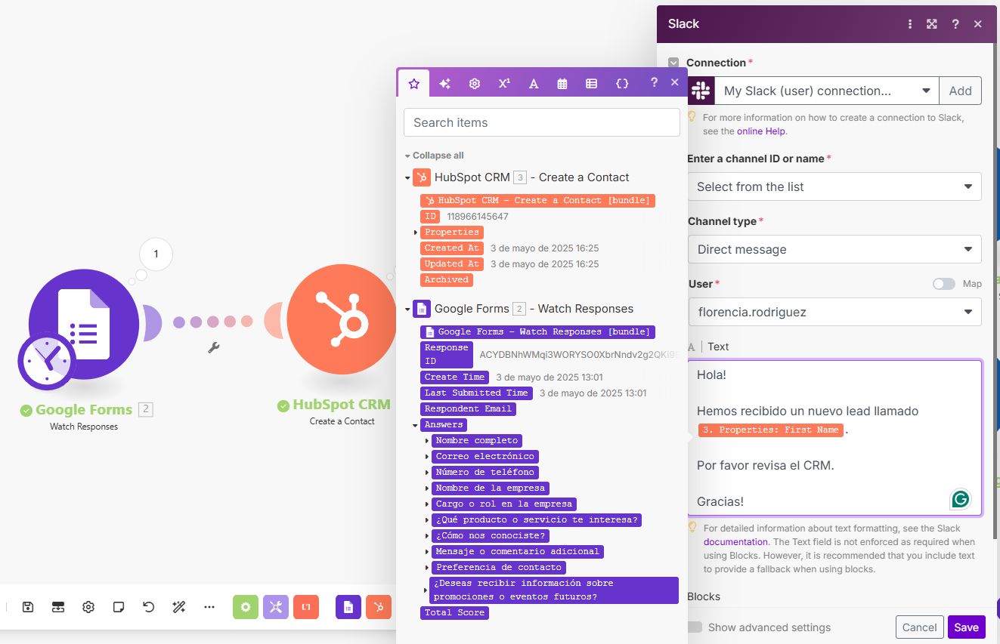 1
Google Forms 2
Watch Responses
HubSpot CRM
Create a Contact
?
Search items
Collapse all
HubSpot CRM 3 - Create a Contact
HubSpot CRM - Create a Contact [bundle]
ID 118966145647
Properties
Created At 3 de mayo de 2025 16:25
Updated At 3 de mayo de 2025 16:25
Archived
Google Forms 2 - Watch Responses
Google Forms - Watch Responses [bundle]
Response
ID
Create Time 3 de mayo de 2025 13:01
Last Submitted Time 3 de mayo de 2025 13:01
Respondent Email
Answers
Nombre completo
Correo electrónico
Número de teléfono
Nombre de la empresa
Cargo o rol en la empresa
¿Qué producto o servicio te interesa?
¿Cómo nos conociste?
Mensaje o comentario adicional
Preferencia de contacto
¿Deseas recibir información sobre
promociones o eventos futuros?
Total Score
Slack
?
Connection *
My Slack (user) connection... Add
For more information on how to create a connection to Slack,
see the online Help.
Enter a channel ID or name *
Select from the list
Channel type *
Direct message
User * Map
florencia.rodriguez
A | Text
Hola!
Hemos recibido un nuevo lead llamado
3. Properties: First Name .
Por favor revisa el CRM.
Gracias!
For detailed information about text formatting, see the Slack
documentation. The Text field is not enforced as required when
using Blocks. However, it is recommended that you include text
to provide a fallback when using blocks.
Blocks
Show advanced settings
Cancel Save